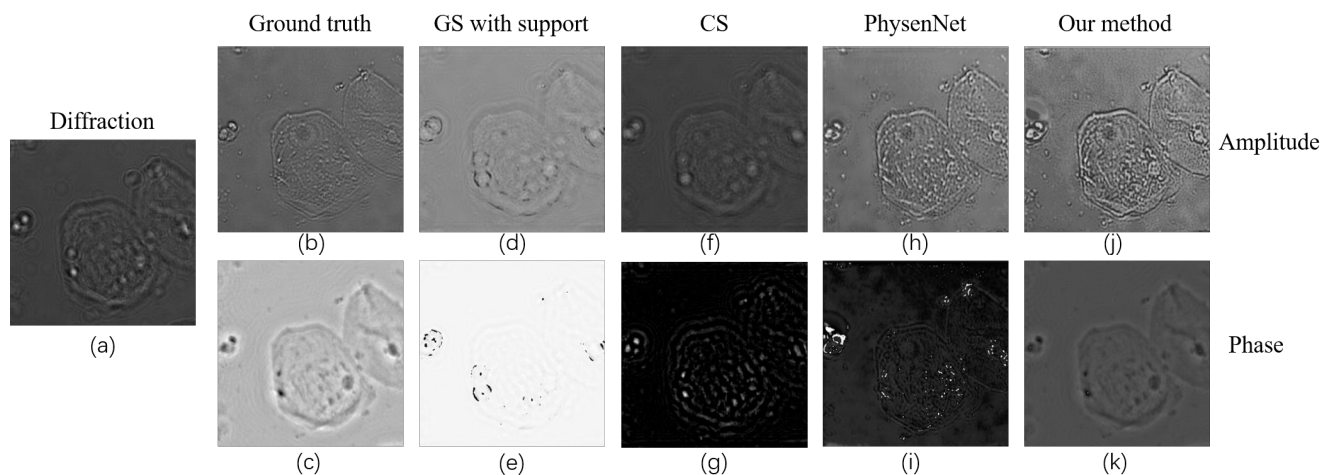 Ground truth GS with support CS PhysenNet Our method
Diffraction
Amplitude
(b) (d) (f) (h) (j)
(a)
Phase
(c) (e) (g) (i) (k)